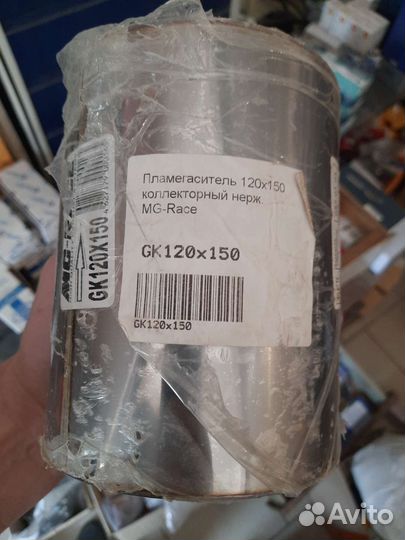 Пламегаситель 120x150
коллекторный нерж.
MG-Race
GK120x150
GK120x150
GK120X150
Avito